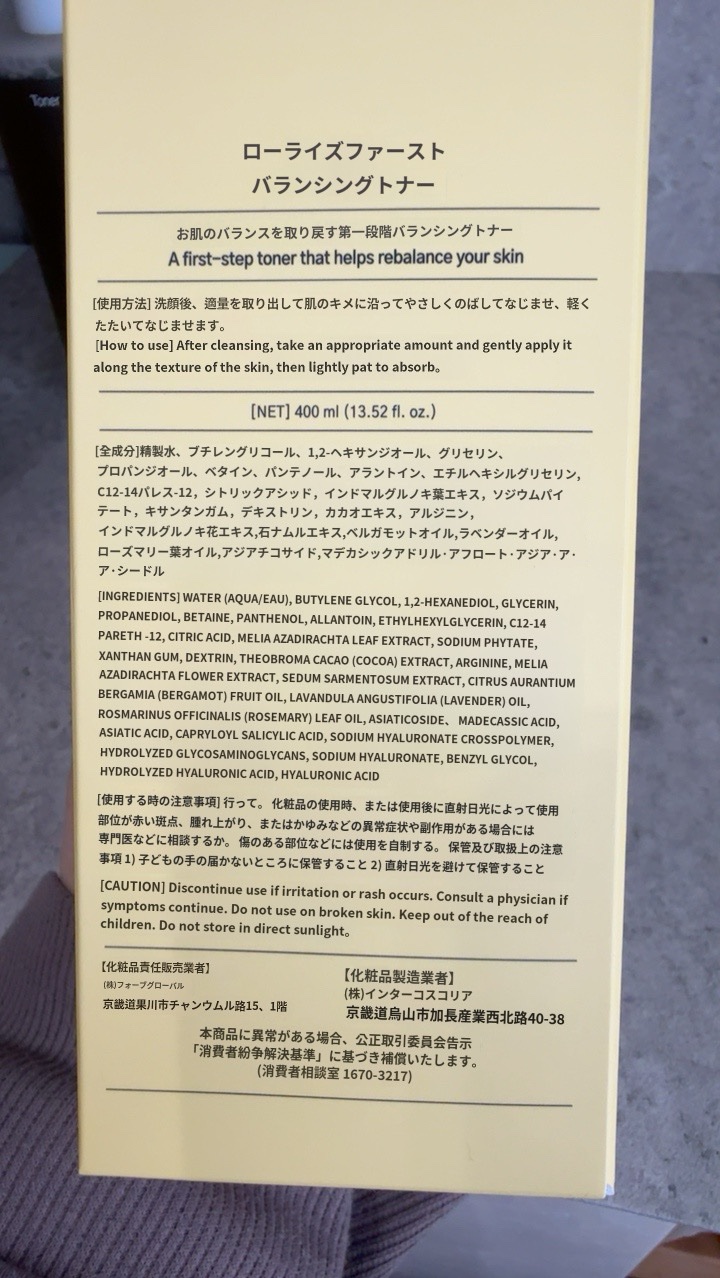 Toner
ローライズファースト
バランシングトナー
お肌のバランスを取り戻す第一段階バランシングトナー
A first-step toner that helps rebalance your skin
[使用方法] 洗顔後、適量を取り出して肌のキメに沿ってやさしくのばしてなじませ、軽く
たたいてなじませます。
[How to use] After cleansing, take an appropriate amount and gently apply it
along the texture of the skin, then lightly pat to absorb。
[NET] 400 ml (13.52 fl. oz.)
[全成分]精製水、ブチレングリコール、1,2-ヘキサンジオール、グリセリン、
プロパンジオール、ベタイン、パンテノール、アラントイン、エチルヘキシルグリセリン,
C12-14パレス-12，シトリックアシッド，インドマルグルノキ葉エキス，ソジウムパイ
テート，キサンタンガム，デキストリン，カカオエキス，アルジニン，
インドマルグルノキ花エキス,石ナムルエキス,ベルガモットオイル,ラベンダーオイル,
ローズマリー葉オイル,アジアチコサイド,マデカシックアドリル·アフロート·アジア·ア·
ア·シードル
[INGREDIENTS] WATER (AQUA/EAU), BUTYLENE GLYCOL, 1,2-HEXANEDIOL, GLYCERIN,
PROPANEDIOL, BETAINE, PANTHENOL, ALLANTOIN, ETHYLHEXYLGLYCERIN, C12-14
PARETH -12, CITRIC ACID, MELIA AZADIRACHTA LEAF EXTRACT, SODIUM PHYTATE,
XANTHAN GUM, DEXTRIN, THEOBROMA CACAO (COCOA) EXTRACT, ARGININE, MELIA
AZADIRACHTA FLOWER EXTRACT, SEDUM SARMENTOSUM EXTRACT, CITRUS AURANTIUM
BERGAMIA (BERGAMOT) FRUIT OIL, LAVANDULA ANGUSTIFOLIA (LAVENDER) OIL,
ROSMARINUS OFFICINALIS (ROSEMARY) LEAF OIL, ASIATICOSIDE、 MADECASSIC ACID,
ASIATIC ACID, CAPRYLOYL SALICYLIC ACID, SODIUM HYALURONATE CROSSPOLYMER,
HYDROLYZED GLYCOSAMINOGLYCANS, SODIUM HYALURONATE, BENZYL GLYCOL,
HYDROLYZED HYALURONIC ACID, HYALURONIC ACID
[使用する時の注意事項] 行って。 化粧品の使用時、または使用後に直射日光によって使用
部位が赤い斑点、腫れ上がり、またはかゆみなどの異常症状や副作用がある場合には
専門医などに相談するか。 傷のある部位などには使用を自制する。 保管及び取扱上の注意
事項 1) 子どもの手の届かないところに保管すること 2) 直射日光を避けて保管すること
[CAUTION] Discontinue use if irritation or rash occurs. Consult a physician if
symptoms continue. Do not use on broken skin. Keep out of the reach of
children. Do not store in direct sunlight。
【化粧品責任販売業者】
(株)フォーブグローバル
京畿道果川市チャンウムル路15、1階
【化粧品製造業者】
(株)インターコスコリア
京畿道烏山市加長産業西北路40-38
本商品に異常がある場合、公正取引委員会告示
「消費者紛争解決基準」に基づき補償いたします。
(消費者相談室 1670-3217)